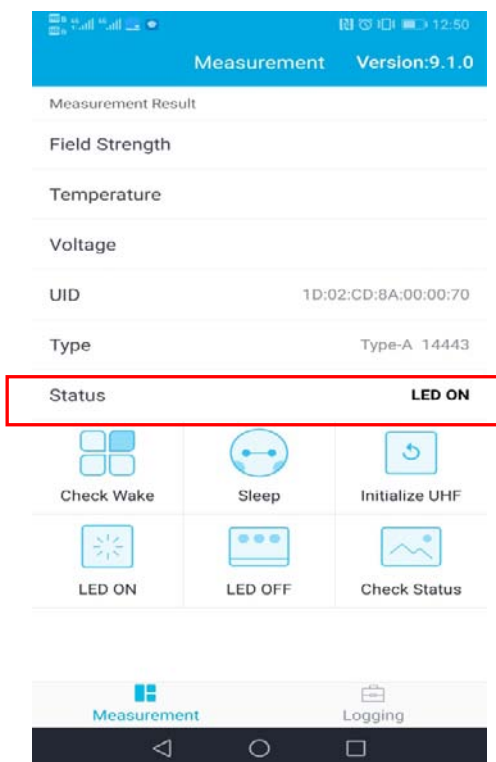 12:50
Measurement Version:9.1.0
Measurement Result
Field Strength
Temperature
Voltage
UID 1D:02:CD:8A:00:00:70
Type Type-A 14443
Status LED ON
Check Wake Sleep Initialize UHF
LED ON LED OFF Check Status
Measurement Logging